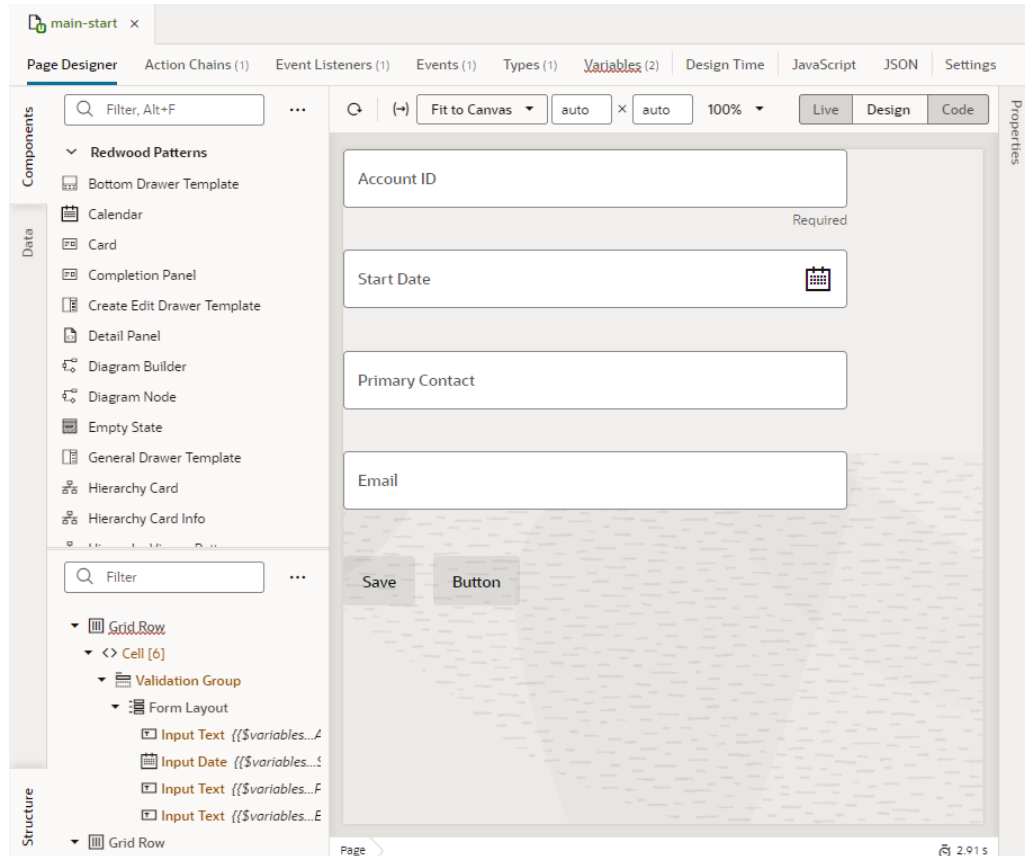 main-start ×
Page Designer Action Chains (1) Event Listeners (1) Events (1) Types (1) Variables (2) Design Time JavaScript JSON Settings
Components
Data
Structure
Filter, Alt+F ...
Redwood Patterns
Bottom Drawer Template
Calendar
Card
Completion Panel
Create Edit Drawer Template
Detail Panel
Diagram Builder
Diagram Node
Empty State
General Drawer Template
Hierarchy Card
Hierarchy Card Info
Filter ...
Grid Row
<> Cell [6]
Validation Group
Form Layout
Input Text {{$variables...A
Input Date {{$variables...S
Input Text {{$variables...P
Input Text {{$variables...E
Grid Row
Fit to Canvas auto × auto 100% Live Design Code
Account ID
Required
Start Date
Primary Contact
Email
Save Button
Page 2.91 s
Properties